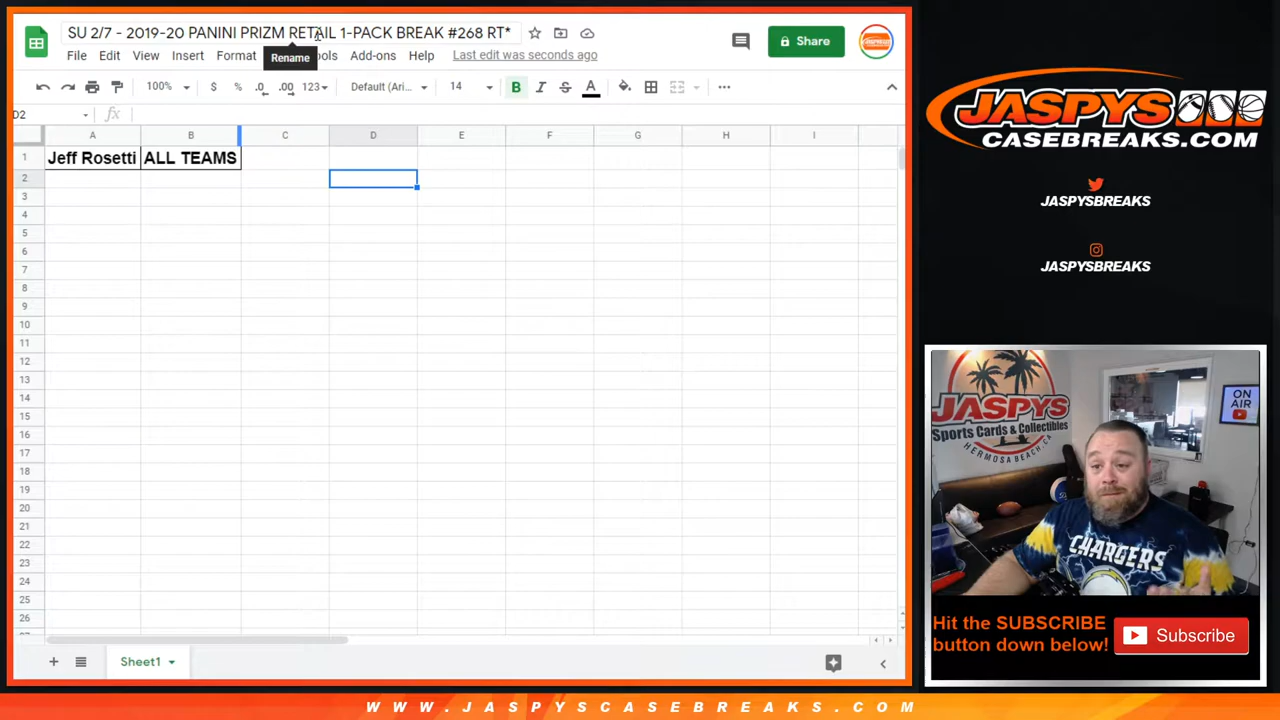 SU 2/7 - 2019-20 PANINI PRIZM RETAIL 1-PACK BREAK #268 RT*
File Edit View Insert Format ools Add-ons Help Last edit was seconds ago
Rename
Share
100% $ % .0 .00 123 Default (Ari... 14 B I S A
D2 fx
A B C D E F G H I
1 Jeff Rosetti ALL TEAMS
2
3
4
5
6
7
8
9
10
11
12
13
14
15
16
17
18
19
20
21
22
23
24
25
26
Sheet1
JASPYS
CASEBREAKS.COM
JASPYSBREAKS
JASPYSBREAKS
JASPYS
Sports Cards & Collectibles
HERMOSA BEACH, CA
ON
AIR
CHARGERS
Hit the SUBSCRIBE
button down below!
Subscribe
WWW.JASPYSCASEBREAKS.COM